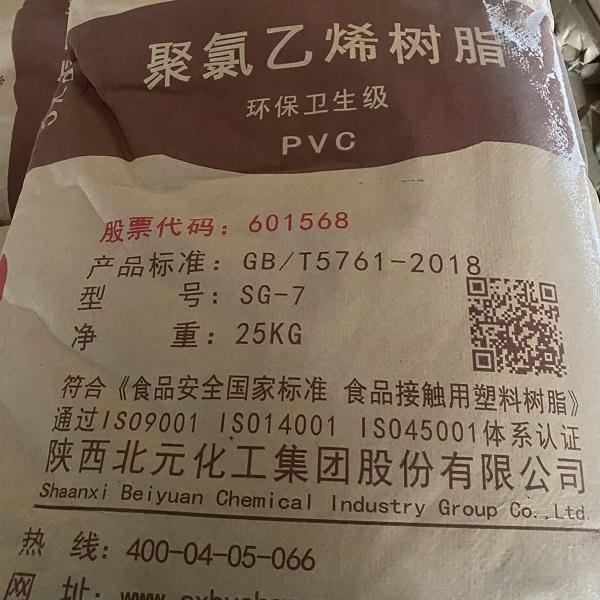 聚氯乙烯树脂
环保卫生级
PVC
股票代码：601568
产品标准：GB/T5761-2018
型 号：SG-7
净 重：25KG
符合《食品安全国家标准 食品接触用塑料树脂》
通过ISO9001 ISO14001 ISO45001体系认证
陕西北元化工集团股份有限公司
Shaanxi Beiyuan Chemical Industry Group Co.,Ltd.
热 线：400-04-05-066
网 址：